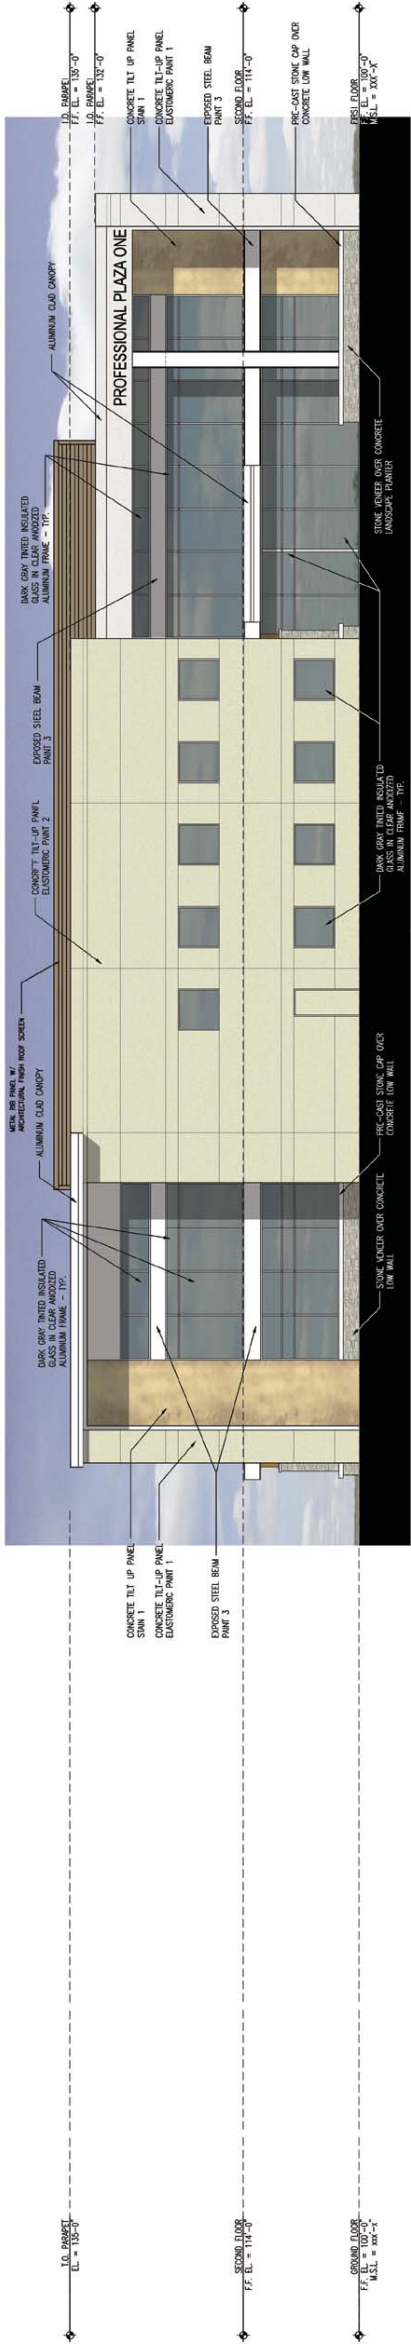 T.O. PARAPET
F.F. EL. = 135'-0"
T.O. PARAPET
F.F. EL. = 132'-0"
CONCRETE TILT UP PANEL
STAIN 1
CONCRETE TILT-UP PANEL
ELASTOMERIC PAINT 1
EXPOSED STEEL BEAM
PAINT 3
SECOND FLOOR
F.F. EL. = 114'-0"
PRE-CAST STONE CAP OVER
CONCRETE LOW WALL
FIRST FLOOR
F.F. EL. = 100'-0"
M.S.L. = XXX'-X"
ALUMINUM CLAD CANOPY
PROFESSIONAL PLAZA ONE
DARK GRAY TINTED INSULATED
GLASS IN CLEAR ANODIZED
ALUMINUM FRAME - TYP.
STONE VENEER OVER CONCRETE
LANDSCAPE PLANTER
EXPOSED STEEL BEAM
PAINT 3
DARK GRAY TINTED INSULATED
GLASS IN CLEAR ANODIZED
ALUMINUM FRAME - TYP.
CONCRETE TILT-UP PANEL
ELASTOMERIC PAINT 2
METAL RIB PANEL W/
ARCHITECTURAL FINISH ROOF SCREEN
ALUMINUM CLAD CANOPY
PRE-CAST STONE CAP OVER
CONCRETE LOW WALL
DARK GRAY TINTED INSULATED
GLASS IN CLEAR ANODIZED
ALUMINUM FRAME - TYP.
STONE VENEER OVER CONCRETE
LOW WALL
CONCRETE TILT UP PANEL
STAIN 1
CONCRETE TILT-UP PANEL
ELASTOMERIC PAINT 1
EXPOSED STEEL BEAM
PAINT 3
T.O. PARAPET
EL. = 135'-0"
SECOND FLOOR
F.F. EL. = 114'-0"
GROUND FLOOR
F.F. EL. = 100'-0"
M.S.L. = xxx'-x"